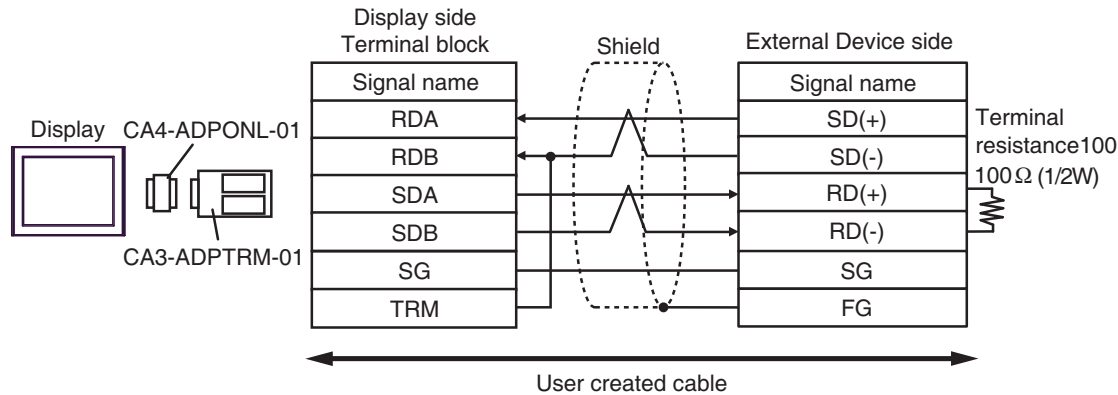 Display side
Terminal block
Shield
External Device side
Signal name
Signal name
RDA
SD(+)
Terminal
resistance100
100Ω (1/2W)
Display
CA4-ADPONL-01
RDB
SD(-)
SDA
RD(+)
SDB
RD(-)
CA3-ADPTRM-01
SG
SG
TRM
FG
User created cable